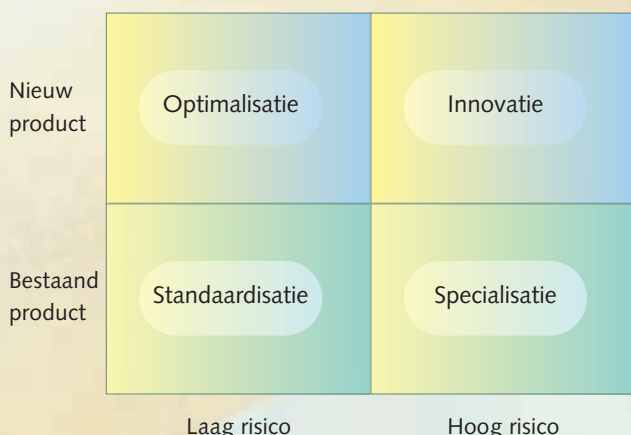 Nieuw
product
Optimalisatie
Innovatie
Bestaand
product
Standaardisatie
Specialisatie
Laag risico
Hoog risico